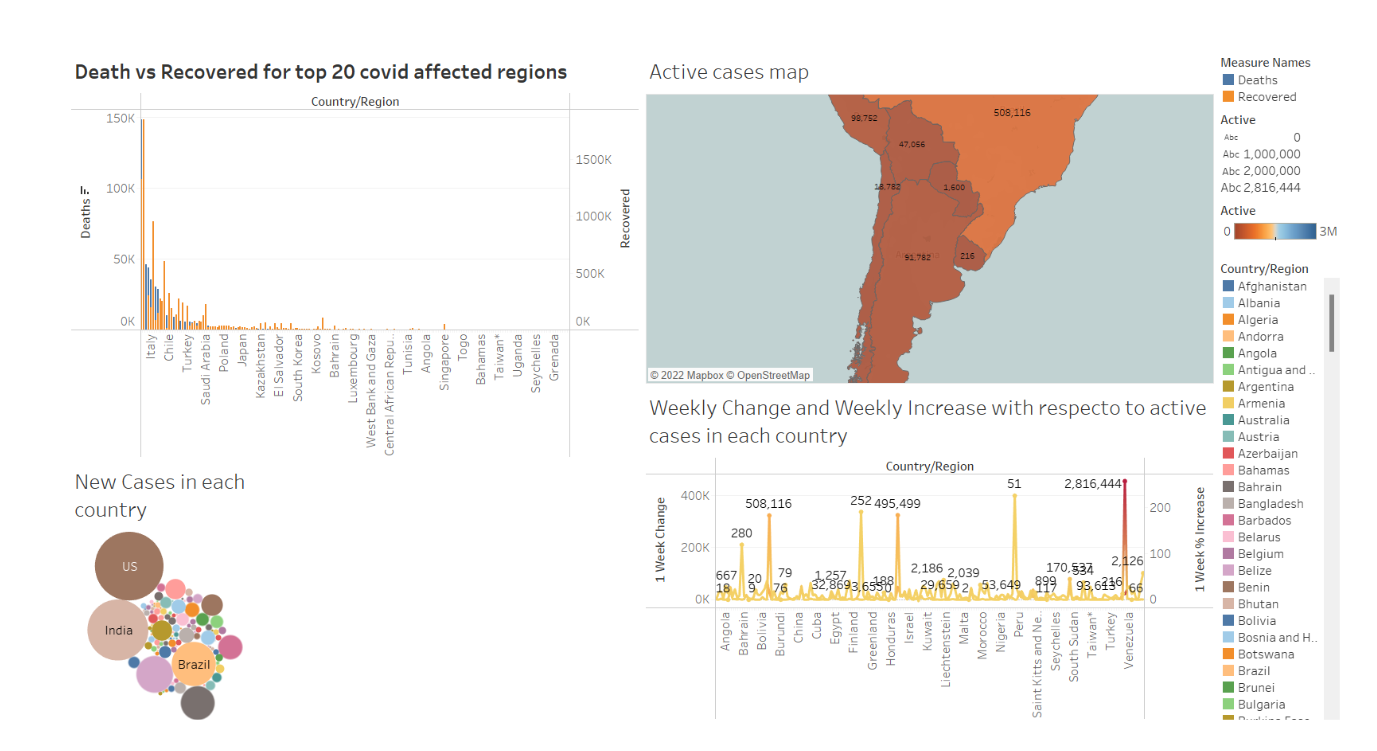 Death vs Recovered for top 20 covid affected regions
Country/Region
150K
100K
50K
0K
Deaths
1500K
1000K
500K
0K
Recovered
Italy
Chile
Turkey
Saudi Arabia
Poland
Japan
Kazakhstan
El Salvador
South Korea
Kosovo
Bahrain
Luxembourg
West Bank and Gaza
Central African Repu..
Tunisia
Angola
Singapore
Togo
Bahamas
Taiwan*
Uganda
Seychelles
Grenada
New Cases in each
country
US
India
Brazil
Active cases map
98,752
508,116
47,056
18,782
1,600
91,782
216
© 2022 Mapbox © OpenStreetMap
Weekly Change and Weekly Increase with respecto to active
cases in each country
Country/Region
1 Week Change
400K
200K
0K
200
100
0
1 Week % Increase
667
18
280
20
9
508,116
79
76
1,257
32,869
252
495,499
188
2,186
29,659
2,039
2
53,649
51
899
117
170,537
534
93,613
216
2,816,444
2,126
66
Angola
Bahrain
Bolivia
Burundi
China
Cuba
Egypt
Finland
Greenland
Honduras
Israel
Kuwait
Liechtenstein
Malta
Morocco
Nigeria
Peru
Saint Kitts and Ne..
Seychelles
South Sudan
Taiwan*
Turkey
Venezuela
Measure Names
Deaths
Recovered
Active
Abc 0
Abc 1,000,000
Abc 2,000,000
Abc 2,816,444
Active
0 3M
Country/Region
Afghanistan
Albania
Algeria
Andorra
Angola
Antigua and ..
Argentina
Armenia
Australia
Austria
Azerbaijan
Bahamas
Bahrain
Bangladesh
Barbados
Belarus
Belgium
Belize
Benin
Bhutan
Bolivia
Bosnia and H..
Botswana
Brazil
Brunei
Bulgaria